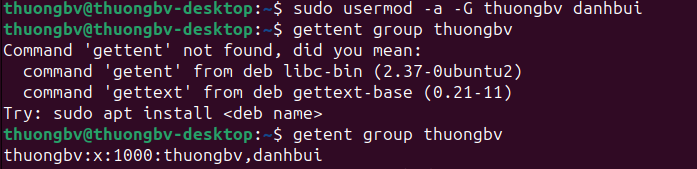 thuongbv@thuongbv-desktop:~$ sudo usermod -a -G thuongbv danhbui
thuongbv@thuongbv-desktop:~$ gettent group thuongbv
Command 'gettent' not found, did you mean:
  command 'getent' from deb libc-bin (2.37-0ubuntu2)
  command 'gettext' from deb gettext-base (0.21-11)
Try: sudo apt install <deb name>
thuongbv@thuongbv-desktop:~$ getent group thuongbv
thuongbv:x:1000:thuongbv,danhbui